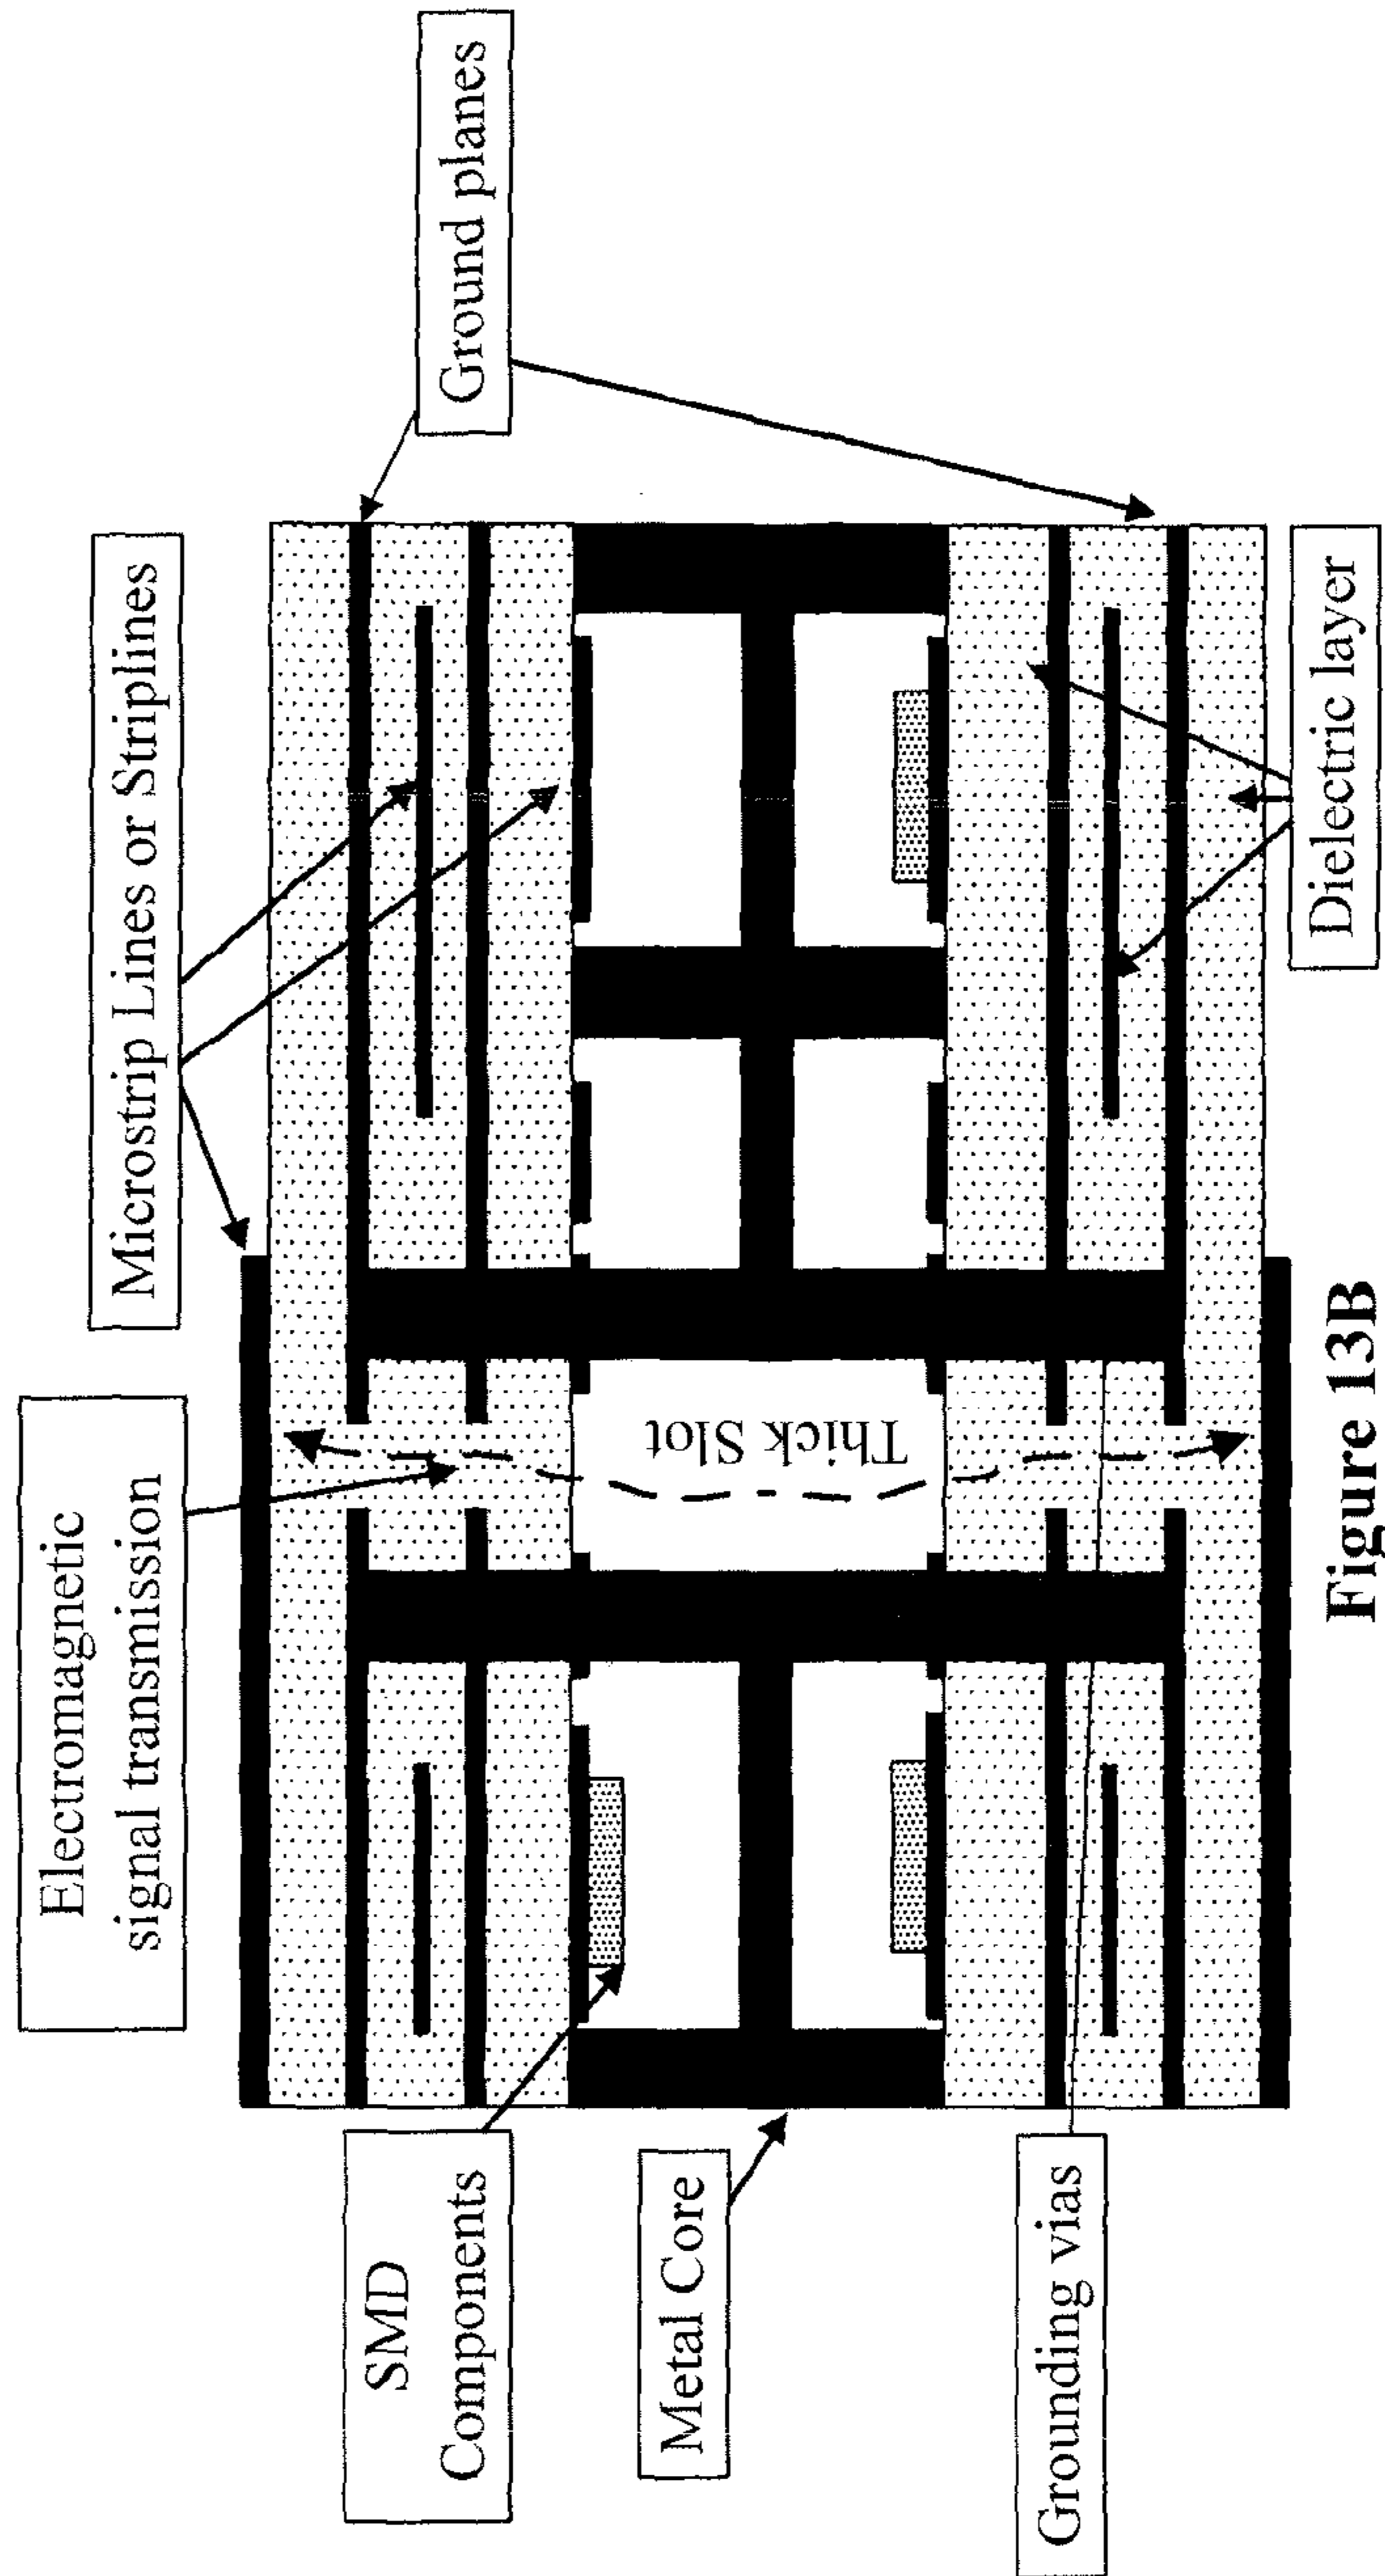 Electromagnetic
signal transmission
Microstrip Lines or Striplines
Ground planes
SMD
Components
Metal Core
Thick Slot
Grounding vias
Dielectric layer
Figure 13B